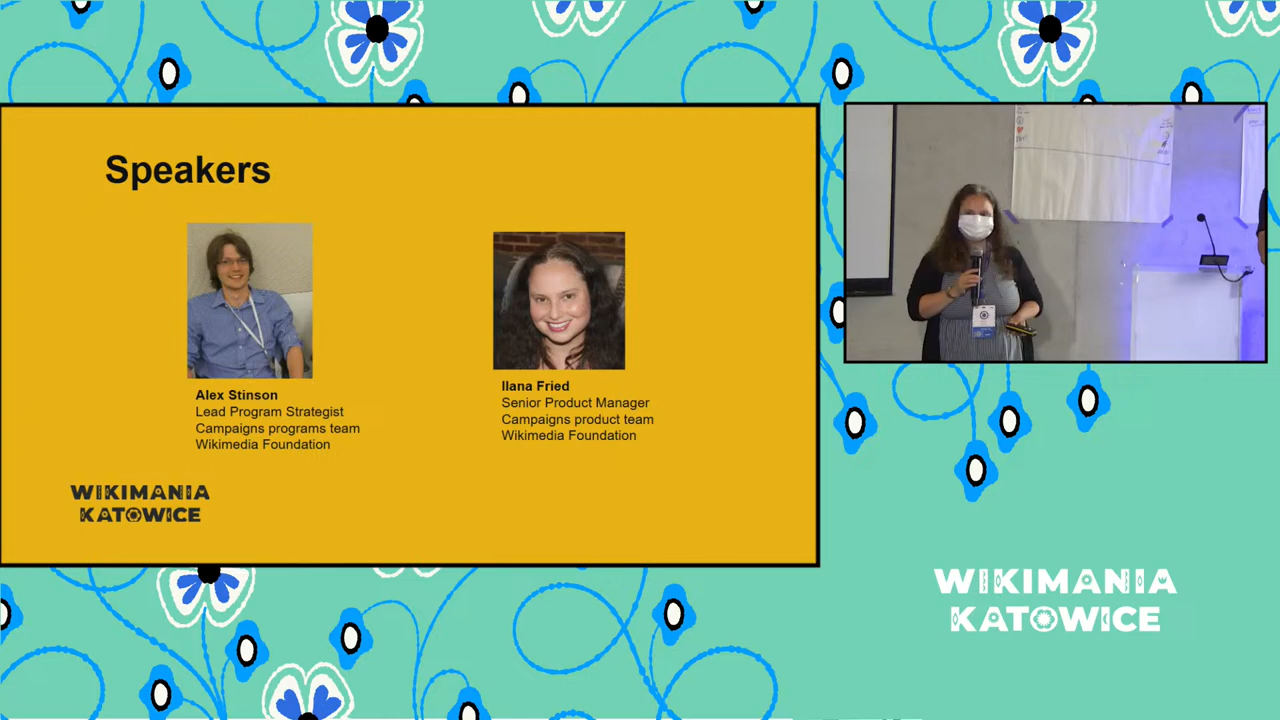 Speakers
Alex Stinson
Lead Program Strategist
Campaigns programs team
Wikimedia Foundation
Ilana Fried
Senior Product Manager
Campaigns product team
Wikimedia Foundation
WIKIMANIA
KATOWICE
WIKIMANIA
KATOWICE